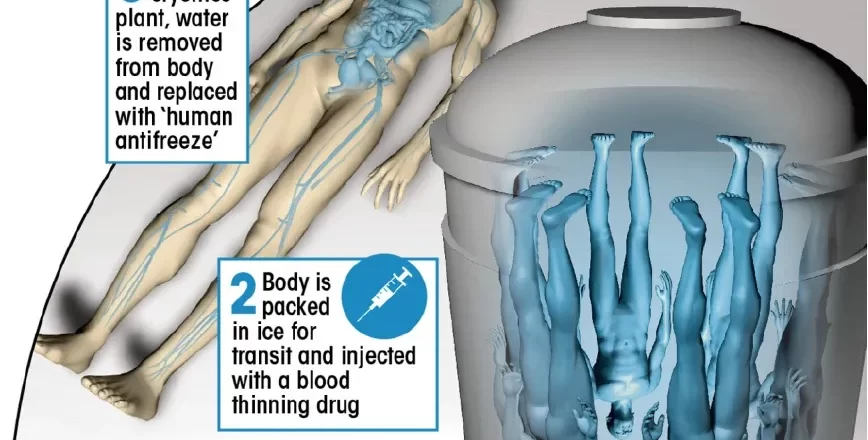 plant, water
is removed
from body
and replaced
with ‘human
antifreeze’
2 Body is
packed
in ice for
transit and injected
with a blood
thinning drug